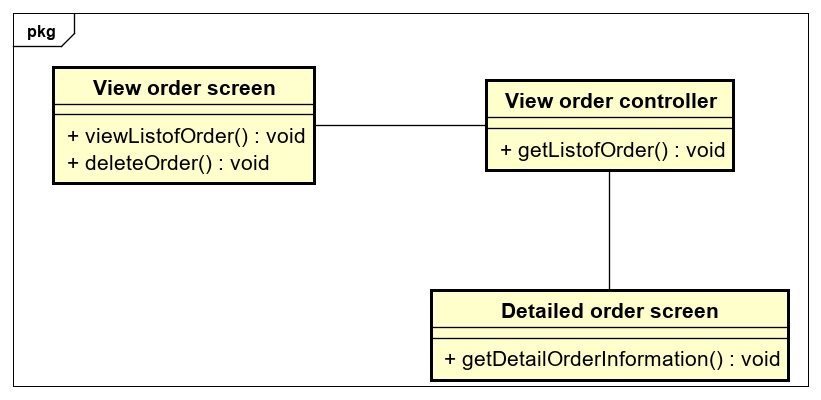 pkg
View order screen
+ viewListofOrder() : void
+ deleteOrder() : void
View order controller
+ getListofOrder() : void
Detailed order screen
+ getDetailOrderInformation() : void